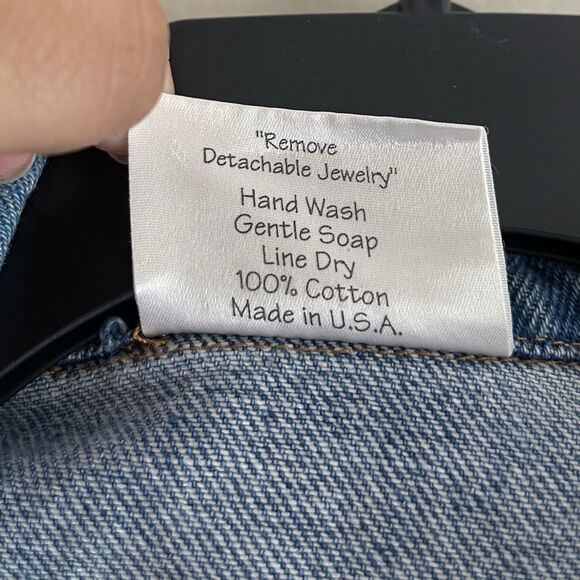 "Remove
Detachable Jewelry"
Hand Wash
Gentle Soap
Line Dry
100% Cotton
Made in U.S.A.